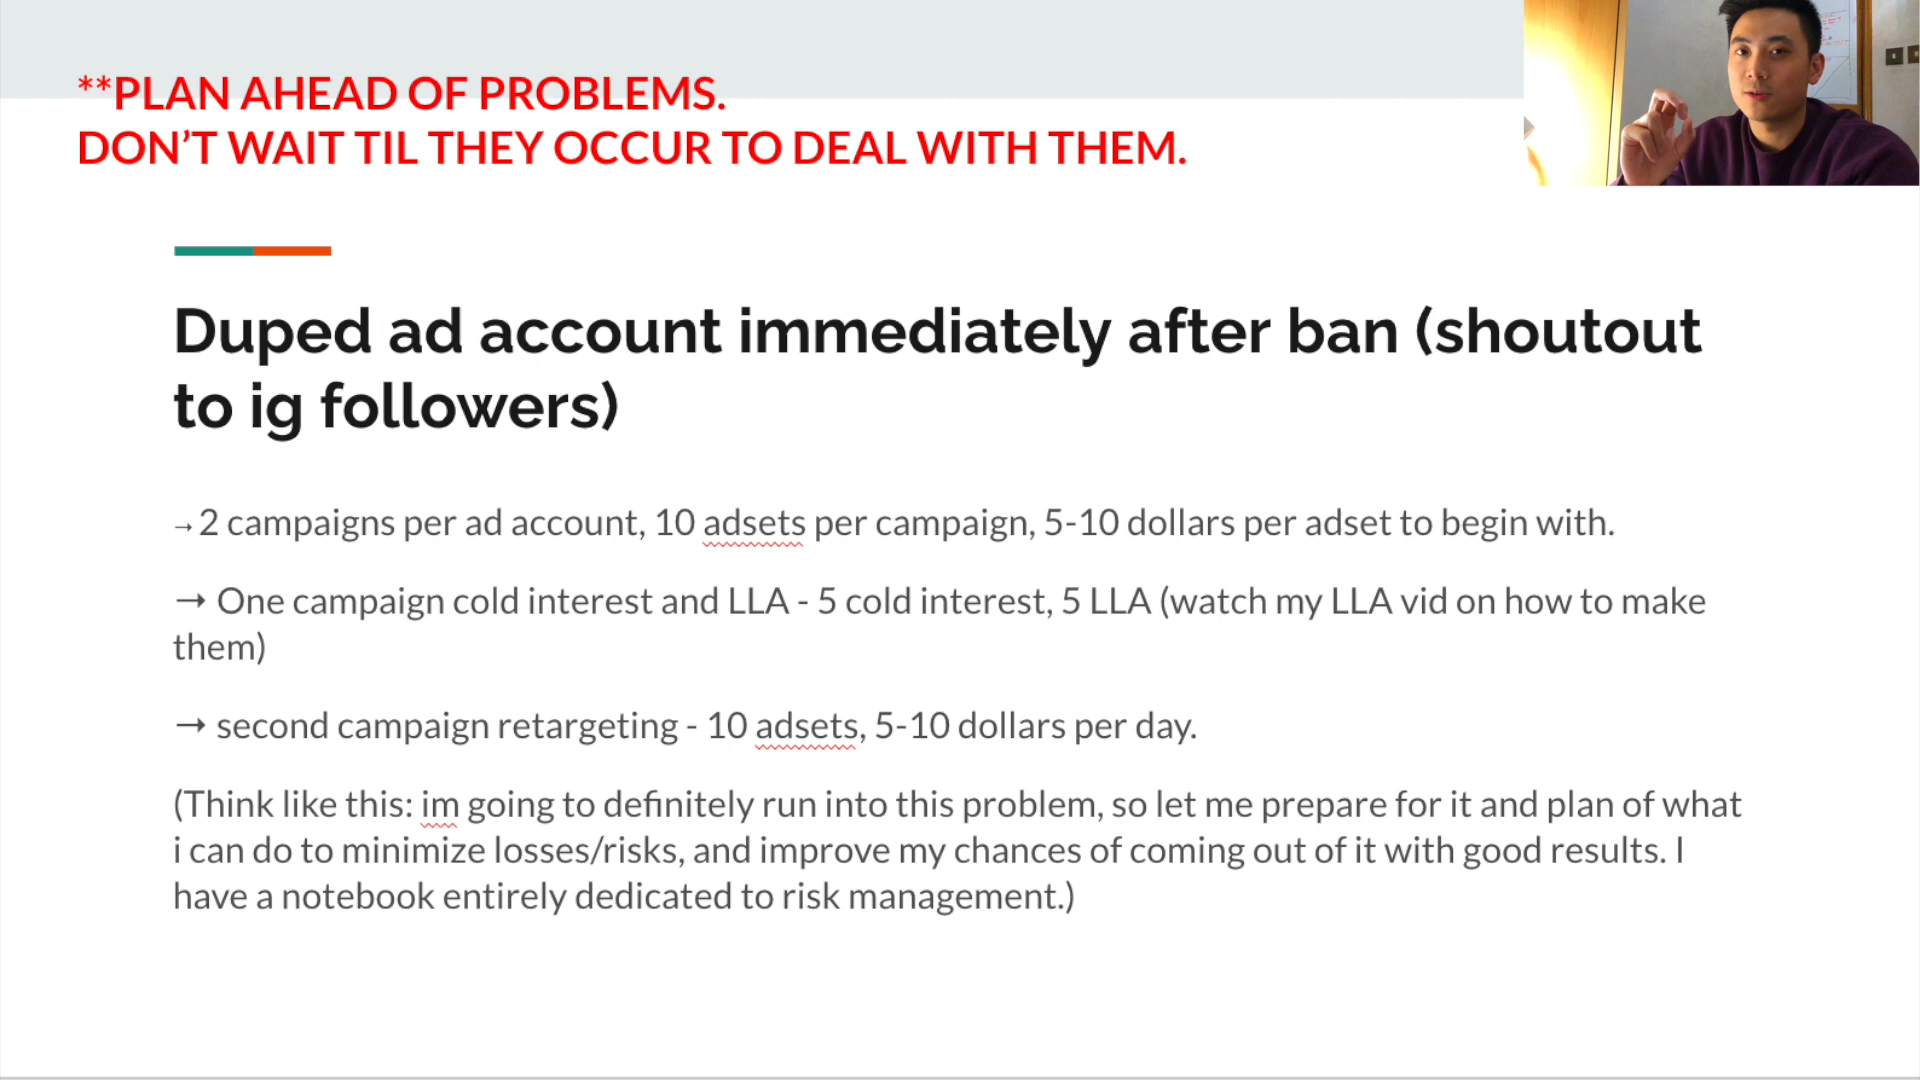 **PLAN AHEAD OF PROBLEMS.
DON’T WAIT TIL THEY OCCUR TO DEAL WITH THEM.
Duped ad account immediately after ban (shoutout
to ig followers)
→2 campaigns per ad account, 10 adsets per campaign, 5-10 dollars per adset to begin with.
→ One campaign cold interest and LLA - 5 cold interest, 5 LLA (watch my LLA vid on how to make
them)
→ second campaign retargeting - 10 adsets, 5-10 dollars per day.
(Think like this: im going to definitely run into this problem, so let me prepare for it and plan of what
i can do to minimize losses/risks, and improve my chances of coming out of it with good results. I
have a notebook entirely dedicated to risk management.)